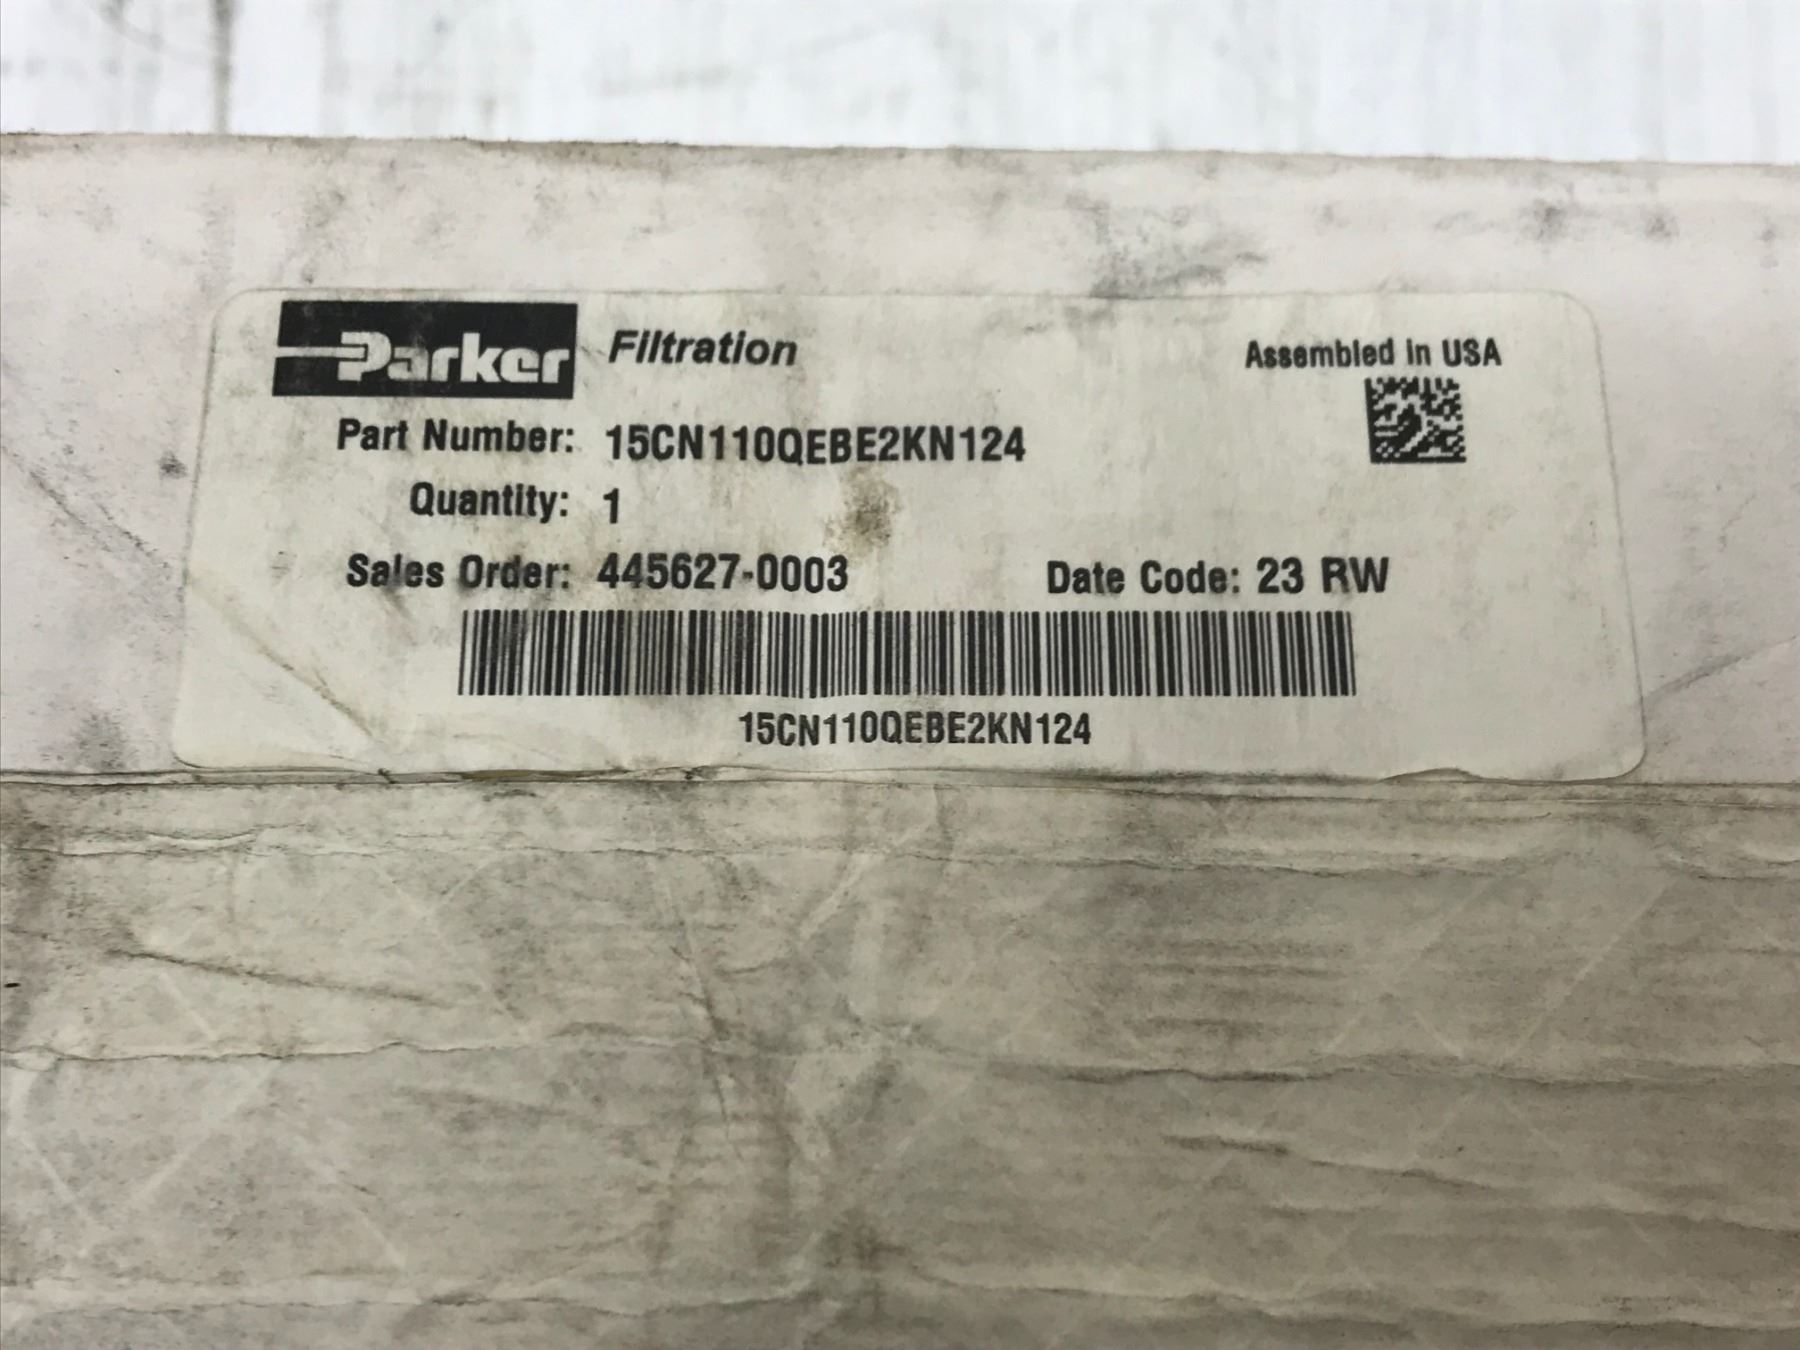 Parker Filtration
Assembled in USA
Part Number: 15CN110QEBE2KN124
Quantity: 1
Sales Order: 445627-0003 Date Code: 23 RW
15CN110QEBE2KN124